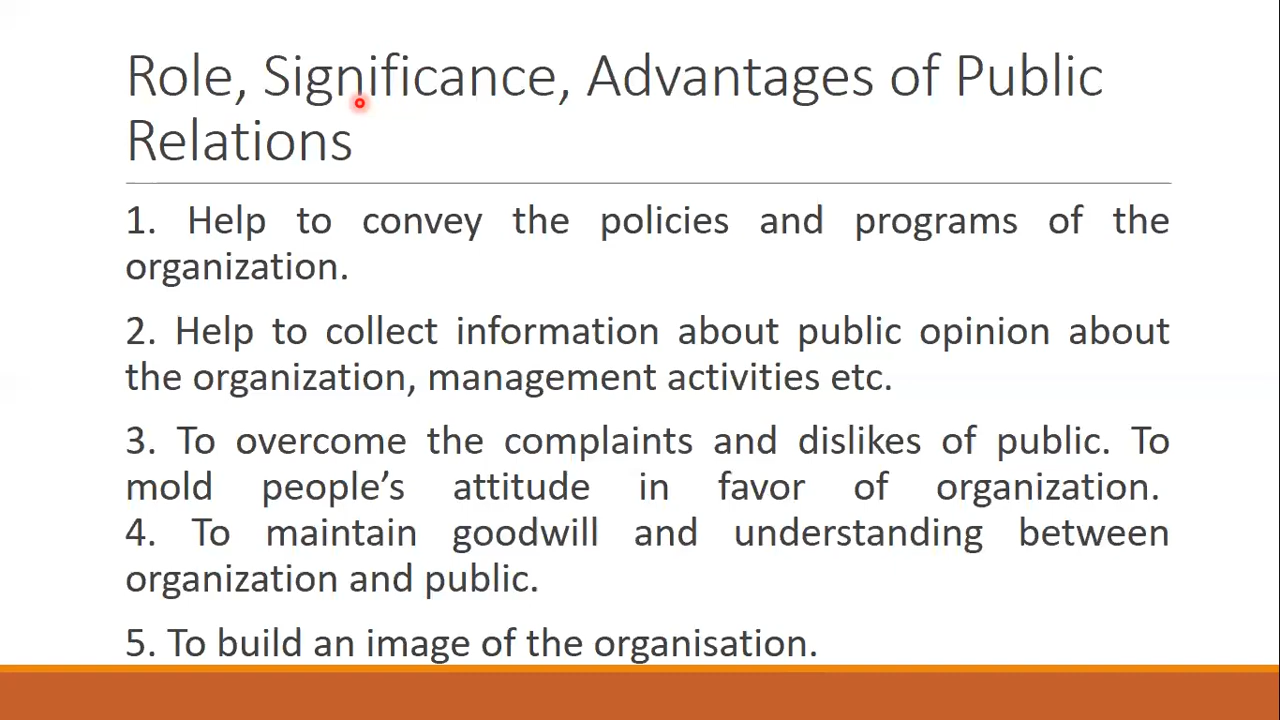 Role, Significance, Advantages of Public
Relations
1. Help to convey the policies and programs of the
organization.
2. Help to collect information about public opinion about
the organization, management activities etc.
3. To overcome the complaints and dislikes of public. To
mold people’s attitude in favor of organization.
4. To maintain goodwill and understanding between
organization and public.
5. To build an image of the organisation.